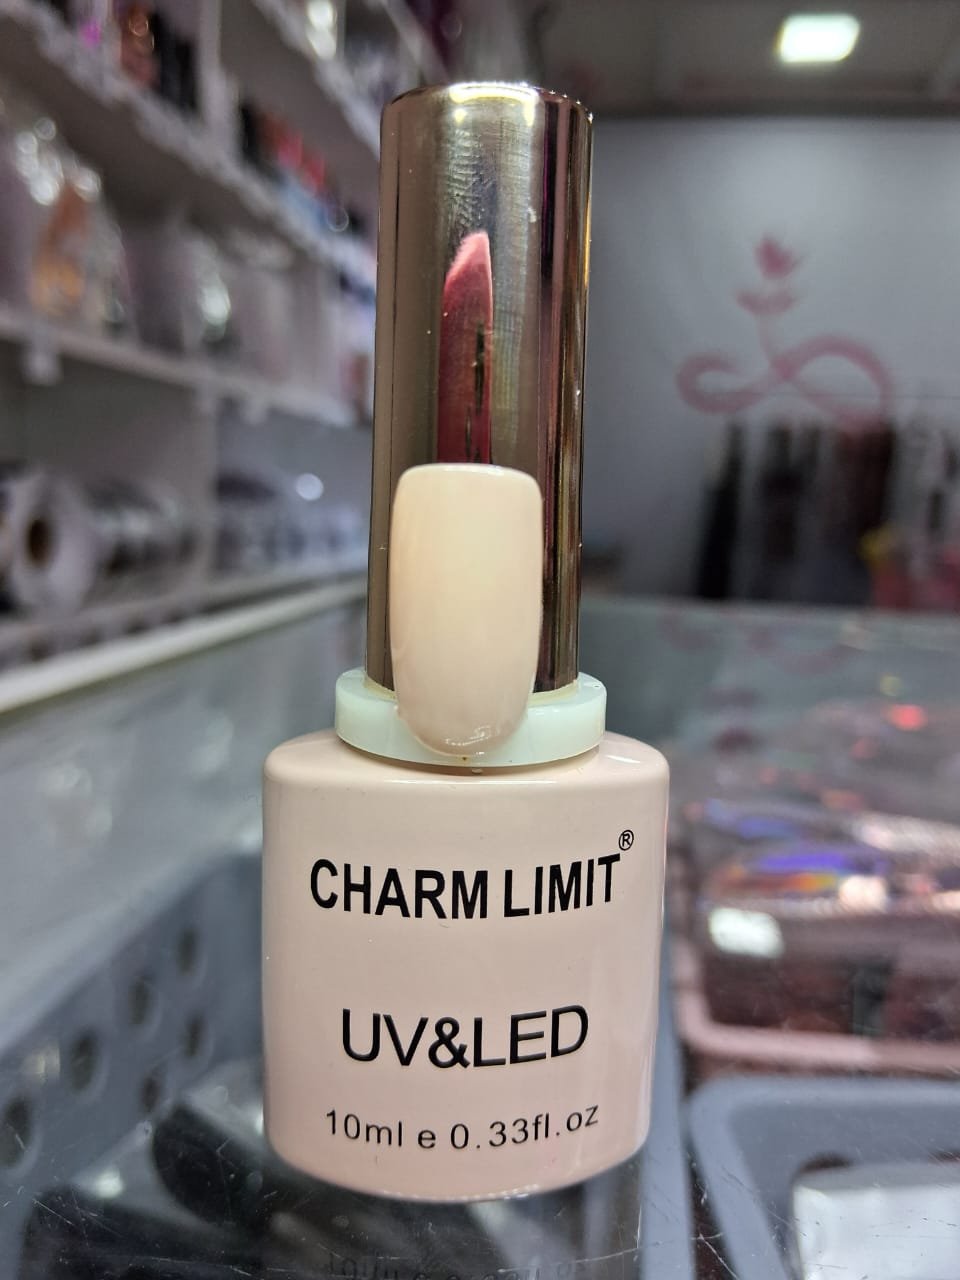 CHARM LIMIT®
UV&LED
10ml e 0.33fl.oz